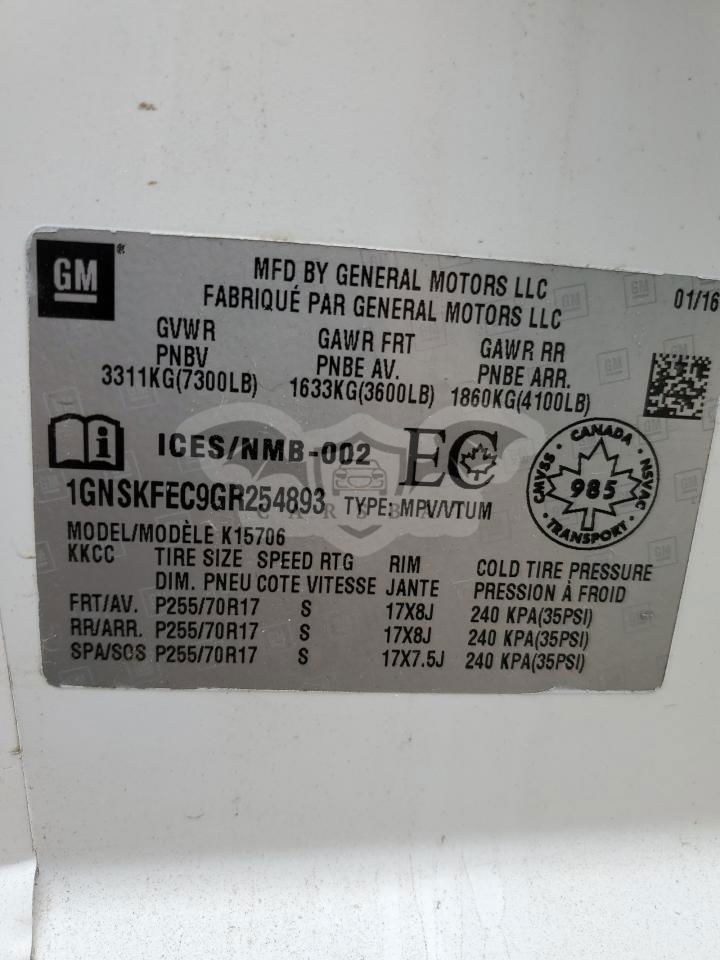 GM
MFD BY GENERAL MOTORS LLC
FABRIQUÉ PAR GENERAL MOTORS LLC
01/16
GVWR
PNBV
3311KG(7300LB)
GAWR FRT
PNBE AV.
1633KG(3600LB)
GAWR RR
PNBE ARR.
1860KG(4100LB)
ICES/NMB-002
EC
CANADA
CMVSS
985
NSVAC
TRANSPORT
1GNSKFEC9GR254893 TYPE: MPV/VTUM
MODEL/MODÈLE K15706
KKCC TIRE SIZE SPEED RTG RIM COLD TIRE PRESSURE
DIM. PNEU COTE VITESSE JANTE PRESSION À FROID
FRT/AV. P255/70R17 S 17X8J 240 KPA(35PSI)
RR/ARR. P255/70R17 S 17X8J 240 KPA(35PSI)
SPA/SCS P255/70R17 S 17X7.5J 240 KPA(35PSI)